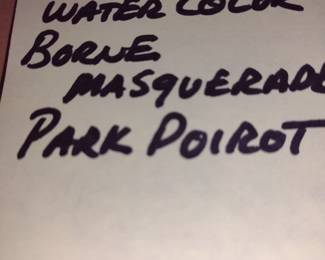 WATER COLOR
BORNE
MASQUERADE
PARK POIROT